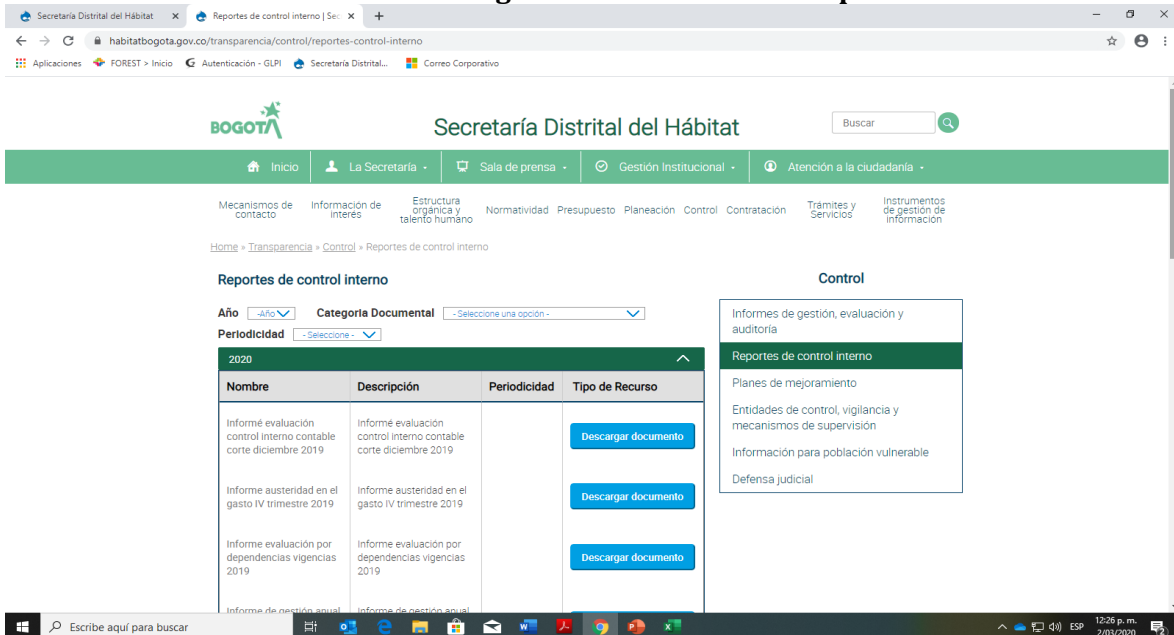 Secretaría Distrital del Hábitat
Reportes de control interno | Sec
habitatbogota.gov.co/transparencia/control/reportes-control-interno
Aplicaciones FOREST > Inicio Autenticación - GLPI Secretaría Distrital... Correo Corporativo
BOGOTÁ
Secretaría Distrital del Hábitat
Buscar
Inicio La Secretaría Sala de prensa Gestión Institucional Atención a la ciudadanía
Mecanismos de contacto
Información de interés
Estructura orgánica y talento humano
Normatividad Presupuesto Planeación Control Contratación
Trámites y Servicios
Instrumentos de gestión de información
Home » Transparencia » Control » Reportes de control interno
Reportes de control interno
Año -Año Categoria Documental - Seleccione una opción -
Periodicidad - Seleccione -
2020
Nombre Descripción Periodicidad Tipo de Recurso
Informé evaluación control interno contable corte diciembre 2019
Informé evaluación control interno contable corte diciembre 2019
Descargar documento
Informe austeridad en el gasto IV trimestre 2019
Informe austeridad en el gasto IV trimestre 2019
Descargar documento
Informe evaluación por dependencias vigencias 2019
Informe evaluación por dependencias vigencias 2019
Descargar documento
Informe de gestión anual
Informe de gestión anual
Control
Informes de gestión, evaluación y auditoría
Reportes de control interno
Planes de mejoramiento
Entidades de control, vigilancia y mecanismos de supervisión
Información para población vulnerable
Defensa judicial
Escribe aquí para buscar
ESP
12:26 p. m.
2/03/2020